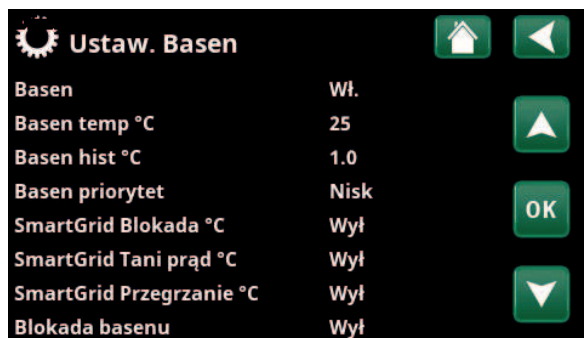 Ustaw. Basen
Basen Wł.
Basen temp °C 25
Basen hist °C 1.0
Basen priorytet Nisk
OK
SmartGrid Blokada °C Wył
SmartGrid Tani prąd °C Wył
SmartGrid Przegrzanie °C Wył
Blokada basenu Wył